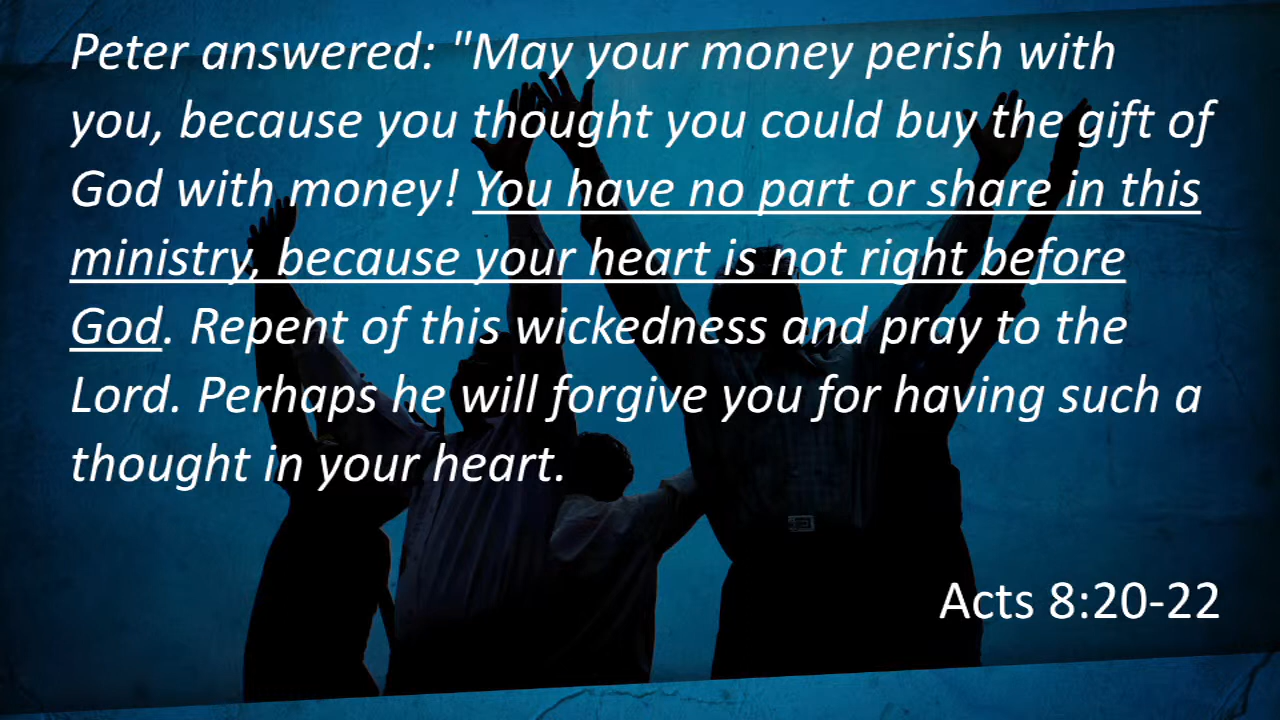 Peter answered: "May your money perish with
you, because you thought you could buy the gift of
God with money! You have no part or share in this
ministry, because your heart is not right before
God. Repent of this wickedness and pray to the
Lord. Perhaps he will forgive you for having such a
thought in your heart.
Acts 8:20-22